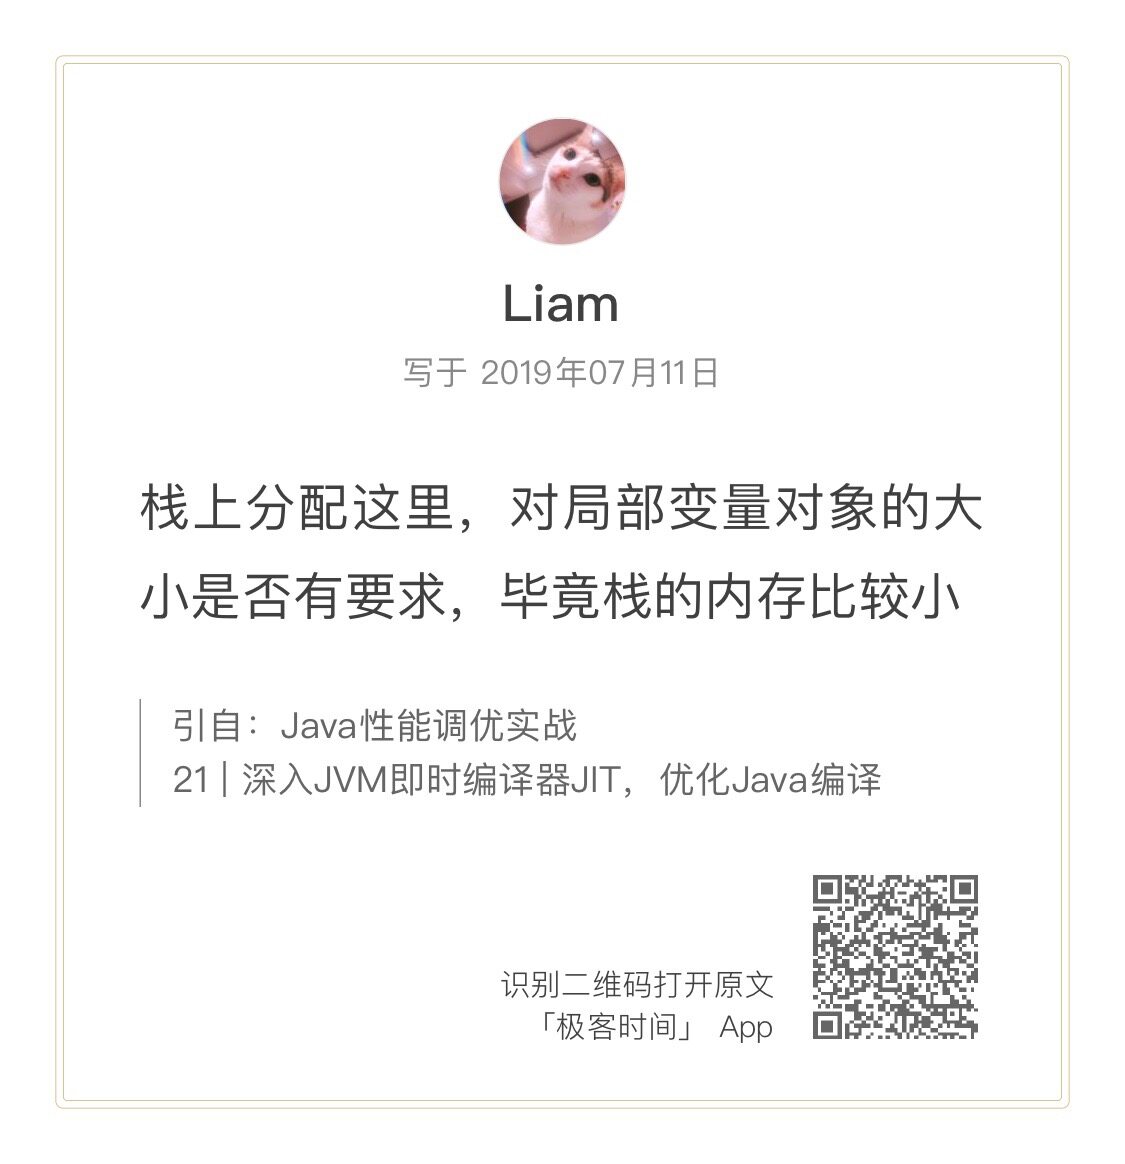 Liam
写于 2019年07月11日
栈上分配这里，对局部变量对象的大
小是否有要求，毕竟栈的内存比较小
引自：Java性能调优实战
21 | 深入JVM即时编译器JIT，优化Java编译
识别二维码打开原文
「极客时间」 App